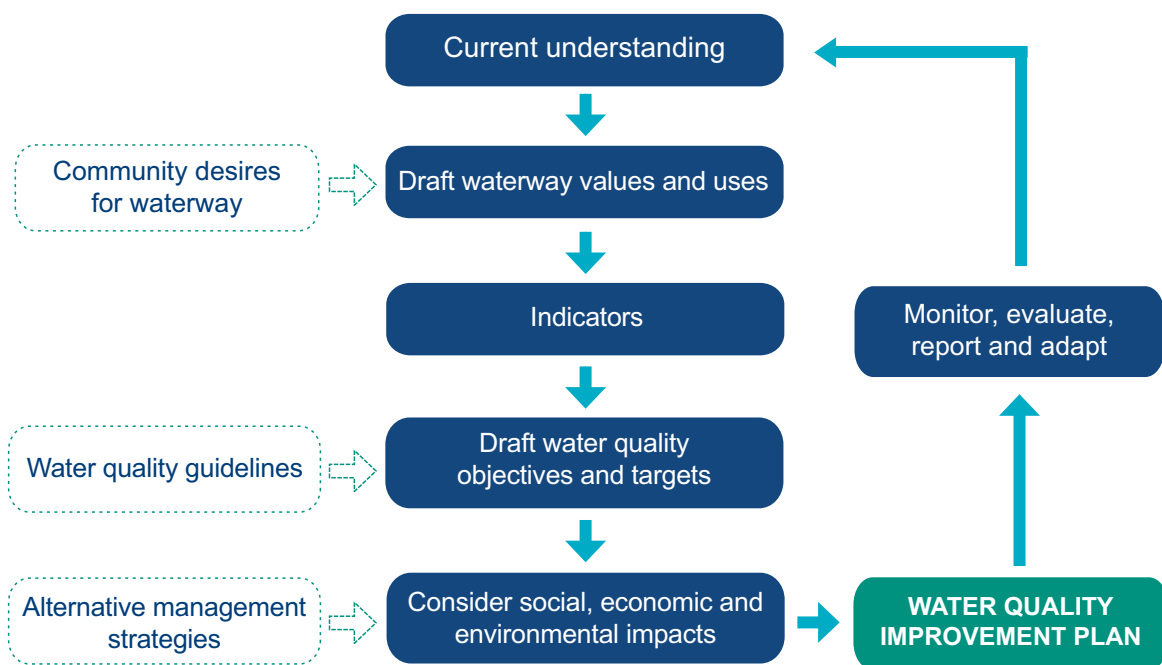 Current understanding
Community desires
for waterway
Draft waterway values and uses
Indicators
Monitor, evaluate,
report and adapt
Water quality guidelines
Draft water quality
objectives and targets
Alternative management
strategies
Consider social, economic and
environmental impacts
WATER QUALITY
IMPROVEMENT PLAN